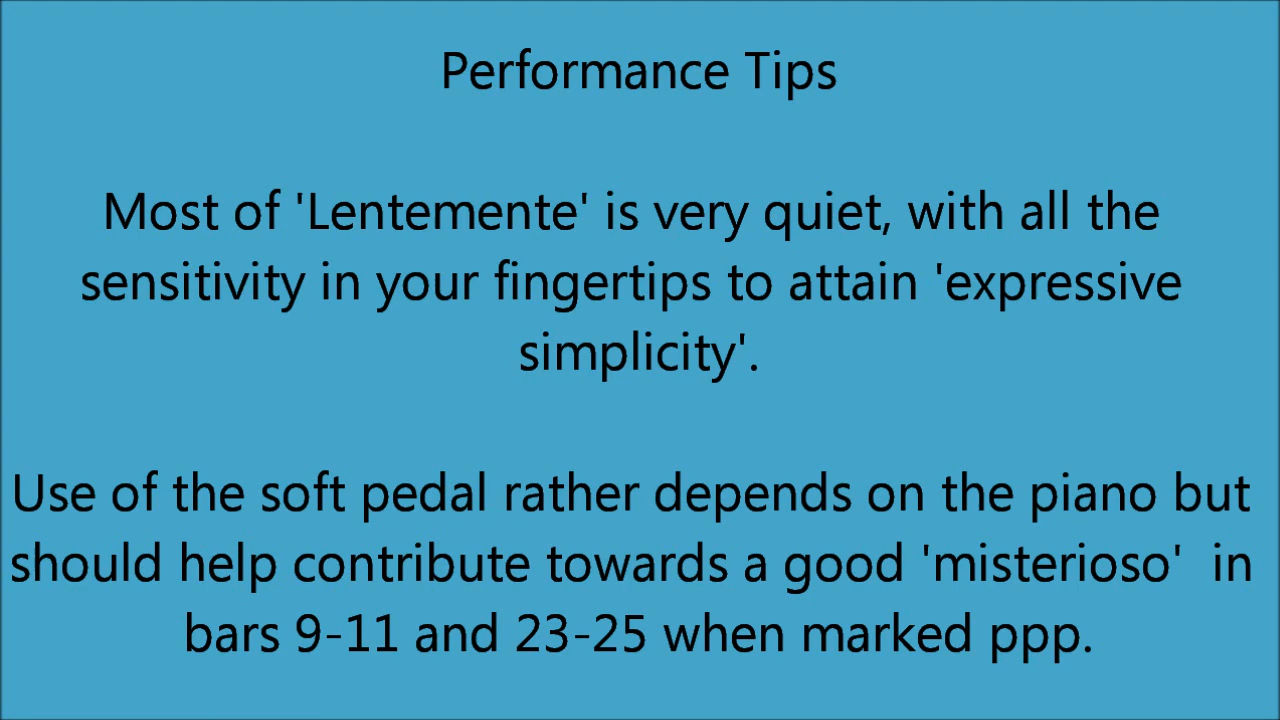 Performance Tips
Most of 'Lentemente' is very quiet, with all the
sensitivity in your fingertips to attain 'expressive
simplicity'.
Use of the soft pedal rather depends on the piano but
should help contribute towards a good 'misterioso'  in
bars 9-11 and 23-25 when marked ppp.